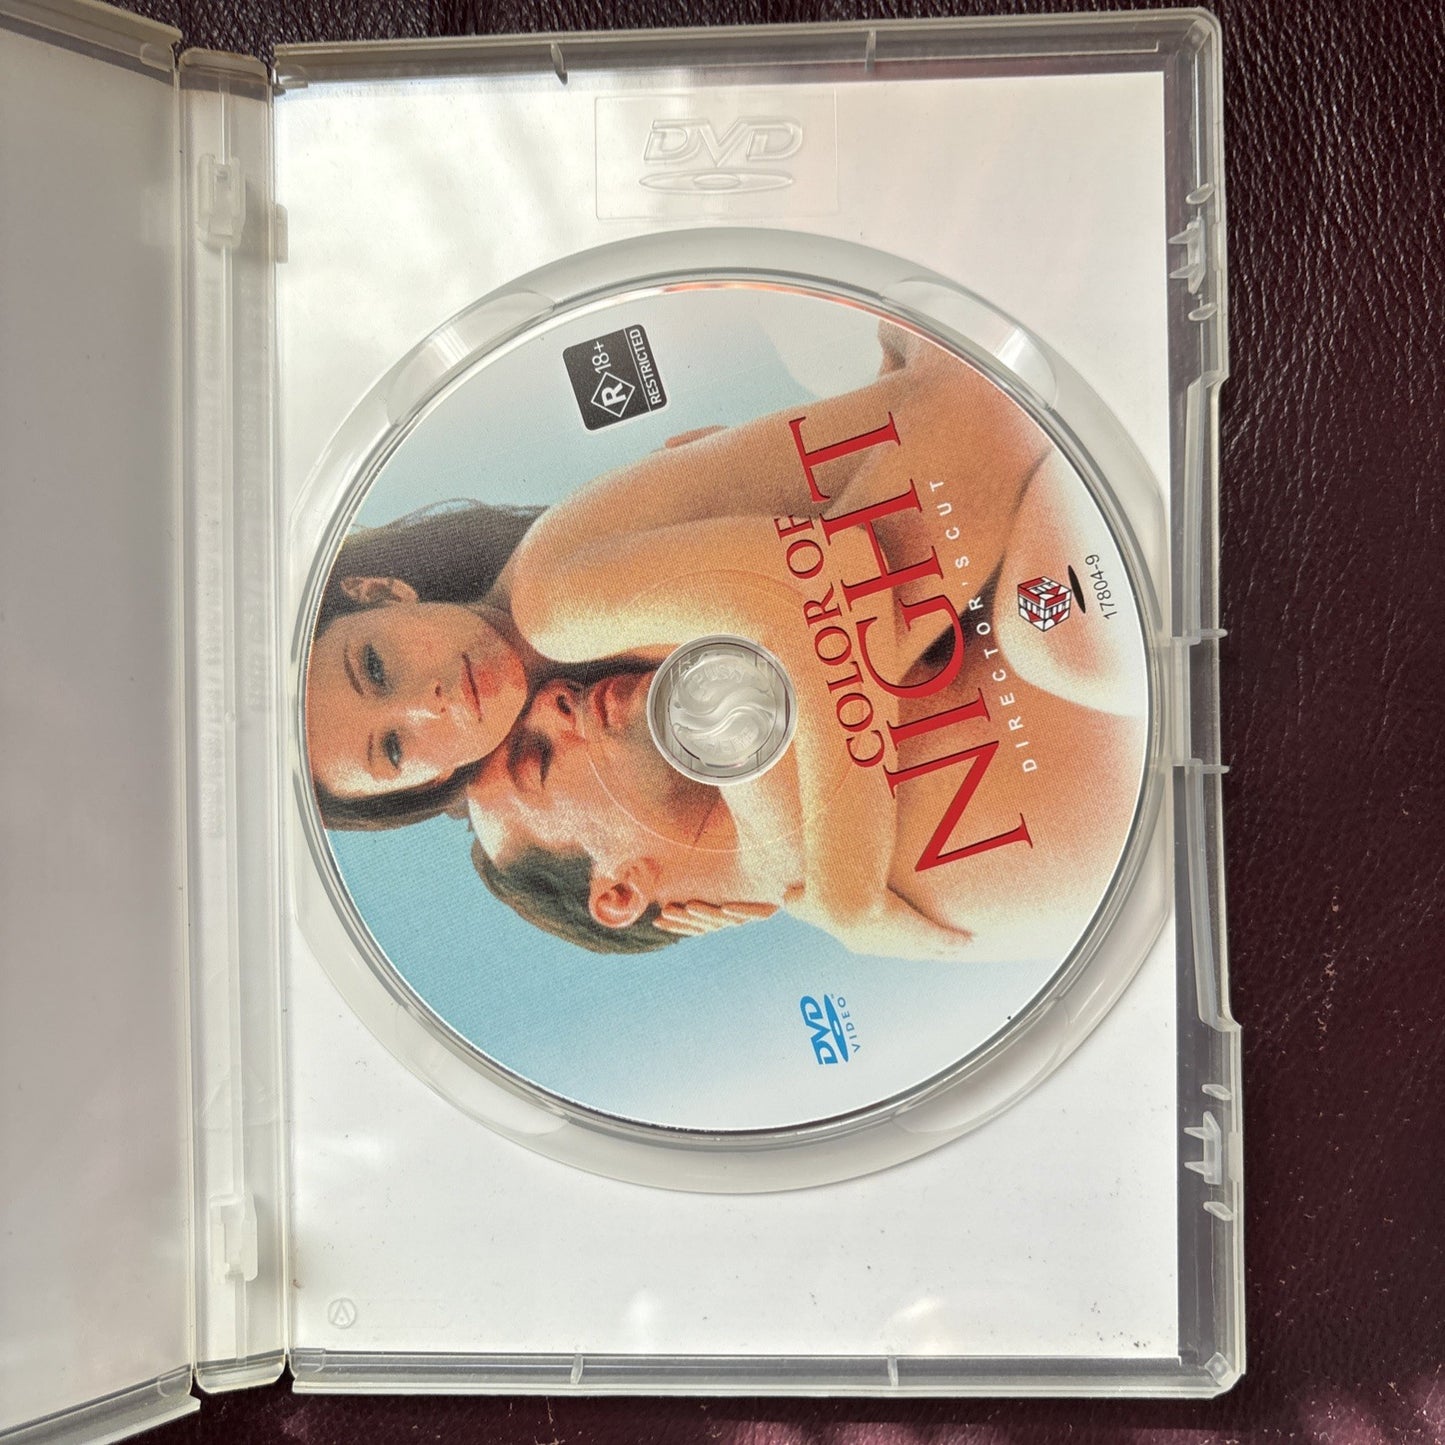 DVD
R 18+
RESTRICTED
COLOR OF
NIGHT
DIRECTOR'S CUT
17804-9
DVD
VIDEO